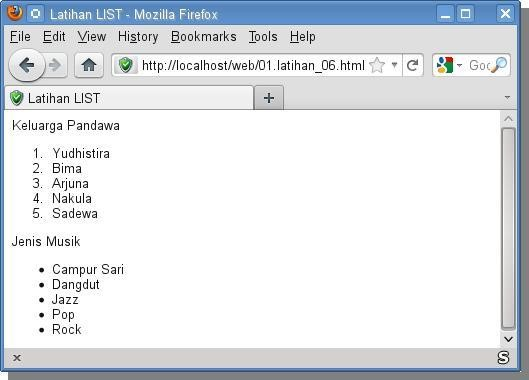 Latihan LIST - Mozilla Firefox
File Edit View History Bookmarks Tools Help
http://localhost/web/01.latihan_06.html
Goo
Latihan LIST
Keluarga Pandawa
1. Yudhistira
2. Bima
3. Arjuna
4. Nakula
5. Sadewa
Jenis Musik
• Campur Sari
• Dangdut
• Jazz
• Pop
• Rock